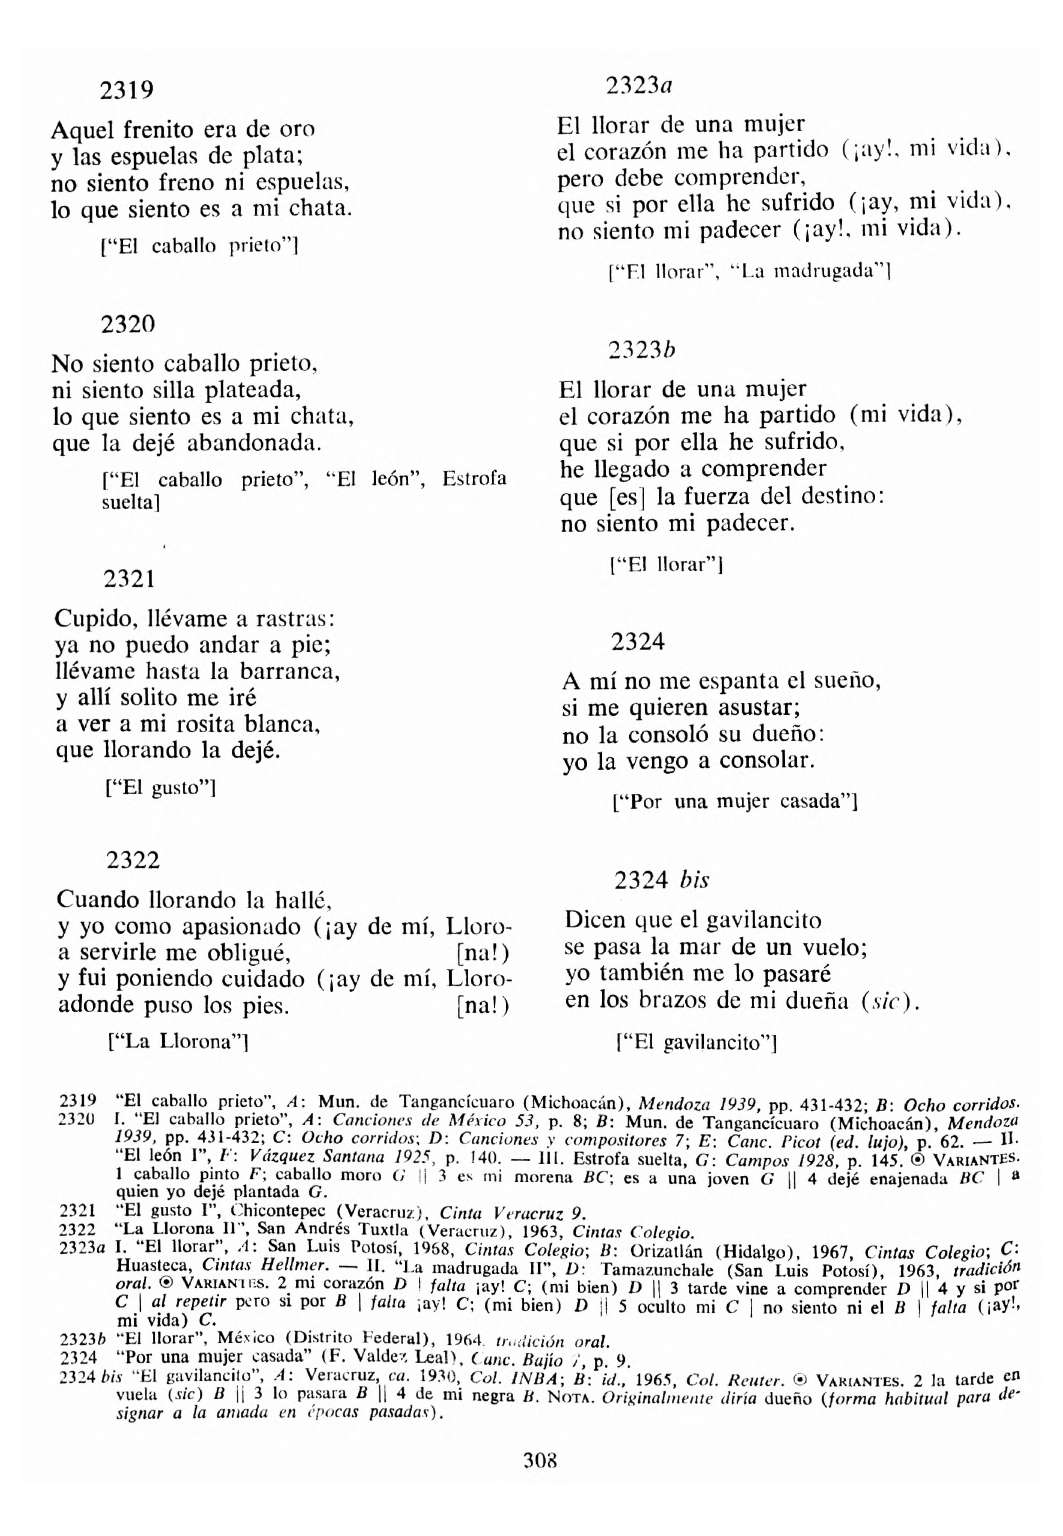 2319
Aquel frenito era de oro
y las espuelas de plata;
no siento freno ni espuelas,
lo que siento es a mi chata.
[“El caballo prieto”]
2320
No siento caballo prieto,
ni siento silla plateada,
lo que siento es a mi chata,
que la dejé abandonada.
[“El caballo prieto”, “El león”, Estrofa
suelta]
2321
Cupido, llévame a rastras:
ya no puedo andar a pie;
llévame hasta la barranca,
y allí solito me iré
a ver a mi rosita blanca,
que llorando la dejé.
[“El gusto”]
2322
Cuando llorando la hallé,
y yo como apasionado (¡ay de mí, Lloro-
a servirle me obligué, [na!)
y fui poniendo cuidado (¡ay de mí, Lloro-
adonde puso los pies. [na!)
[“La Llorona”]
2323a
El llorar de una mujer
el corazón me ha partido (¡ay!, mi vida),
pero debe comprender,
que si por ella he sufrido (¡ay, mi vida),
no siento mi padecer (¡ay!, mi vida).
[“El llorar”, “La madrugada”]
2323b
El llorar de una mujer
el corazón me ha partido (mi vida),
que si por ella he sufrido,
he llegado a comprender
que [es] la fuerza del destino:
no siento mi padecer.
[“El llorar”]
2324
A mí no me espanta el sueño,
si me quieren asustar;
no la consoló su dueño:
yo la vengo a consolar.
[“Por una mujer casada”]
2324 bis
Dicen que el gavilancito
se pasa la mar de un vuelo;
yo también me lo pasaré
en los brazos de mi dueña (sic).
[“El gavilancito”]
2319 “El caballo prieto”, A: Mun. de Tangancícuaro (Michoacán), Mendoza 1939, pp. 431-432; B: Ocho corridos.
2320 I. “El caballo prieto”, A: Canciones de México 53, p. 8; B: Mun. de Tangancícuaro (Michoacán), Mendoza
1939, pp. 431-432; C: Ocho corridos; D: Canciones y compositores 7; E: Canc. Picot (ed. lujo), p. 62. — II.
“El león I”, F: Vázquez Santana 1925, p. 140. — III. Estrofa suelta, G: Campos 1928, p. 145. ⊚ VARIANTES.
1 caballo pinto F; caballo moro G || 3 es mi morena BC; es a una joven G || 4 dejé enajenada BC | a
quien yo dejé plantada G.
2321 “El gusto I”, Chicontepec (Veracruz), Cinta Veracruz 9.
2322 “La Llorona II”, San Andrés Tuxtla (Veracruz), 1963, Cintas Colegio.
2323a I. “El llorar”, A: San Luis Potosí, 1968, Cintas Colegio; B: Orizatlán (Hidalgo), 1967, Cintas Colegio; C:
Huasteca, Cintas Hellmer. — II. “La madrugada II”, D: Tamazunchale (San Luis Potosí), 1963, tradición
oral. ⊚ VARIANTES. 2 mi corazón D | falta ¡ay! C; (mi bien) D || 3 tarde vine a comprender D || 4 y si por
C | al repetir pero si por B | falta ¡ay! C; (mi bien) D || 5 oculto mi C | no siento ni el B | falta (¡ay!,
mi vida) C.
2323b “El llorar”, México (Distrito Federal), 1964, tradición oral.
2324 “Por una mujer casada” (F. Valdez Leal), Canc. Bajío, p. 9.
2324 bis “El gavilancito”, A: Veracruz, ca. 1930, Col. INBA; B: id., 1965, Col. Reuter. ⊚ VARIANTES. 2 la tarde en
vuela (sic) B || 3 lo pasara B || 4 de mi negra B. NOTA. Originalmente diría dueño (forma habitual para de-
signar a la amada en épocas pasadas).
308